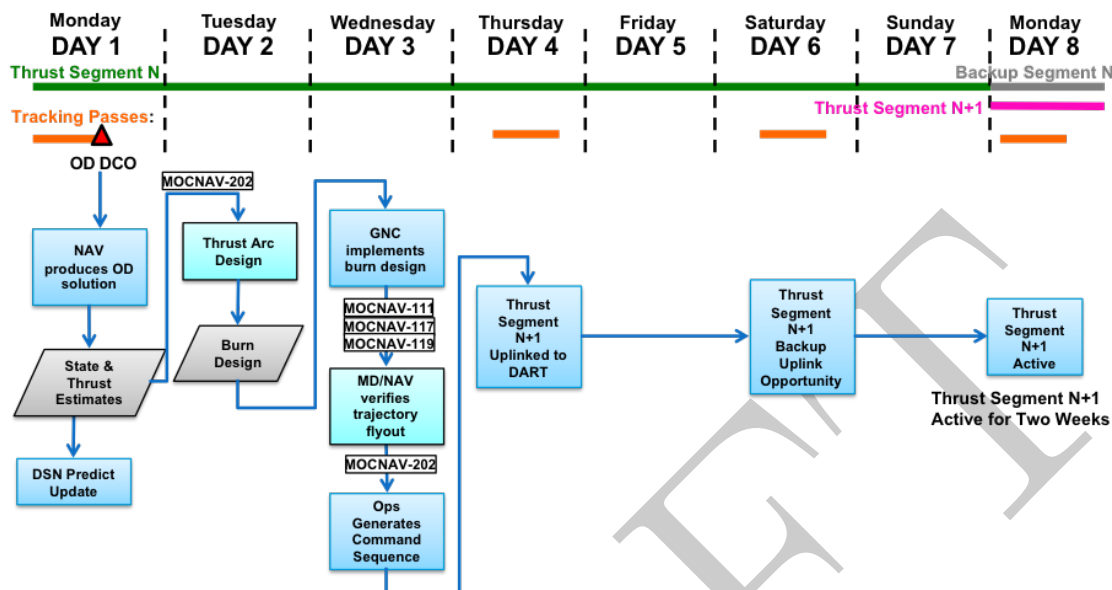 Monday
DAY 1
Tuesday
DAY 2
Wednesday
DAY 3
Thursday
DAY 4
Friday
DAY 5
Saturday
DAY 6
Sunday
DAY 7
Monday
DAY 8
Thrust Segment N
Backup Segment N
Thrust Segment N+1
Tracking Passes:
OD DCO
NAV
produces OD
solution
State &
Thrust
Estimates
DSN Predict
Update
MOCNAV-202
Thrust Arc
Design
Burn
Design
GNC
implements
burn design
MOCNAV-111
MOCNAV-117
MOCNAV-119
MD/NAV
verifies
trajectory
flyout
MOCNAV-202
Ops
Generates
Command
Sequence
Thrust
Segment
N+1
Uplinked to
DART
Thrust
Segment
N+1
Backup
Uplink
Opportunity
Thrust
Segment
N+1
Active
Thrust Segment N+1
Active for Two Weeks